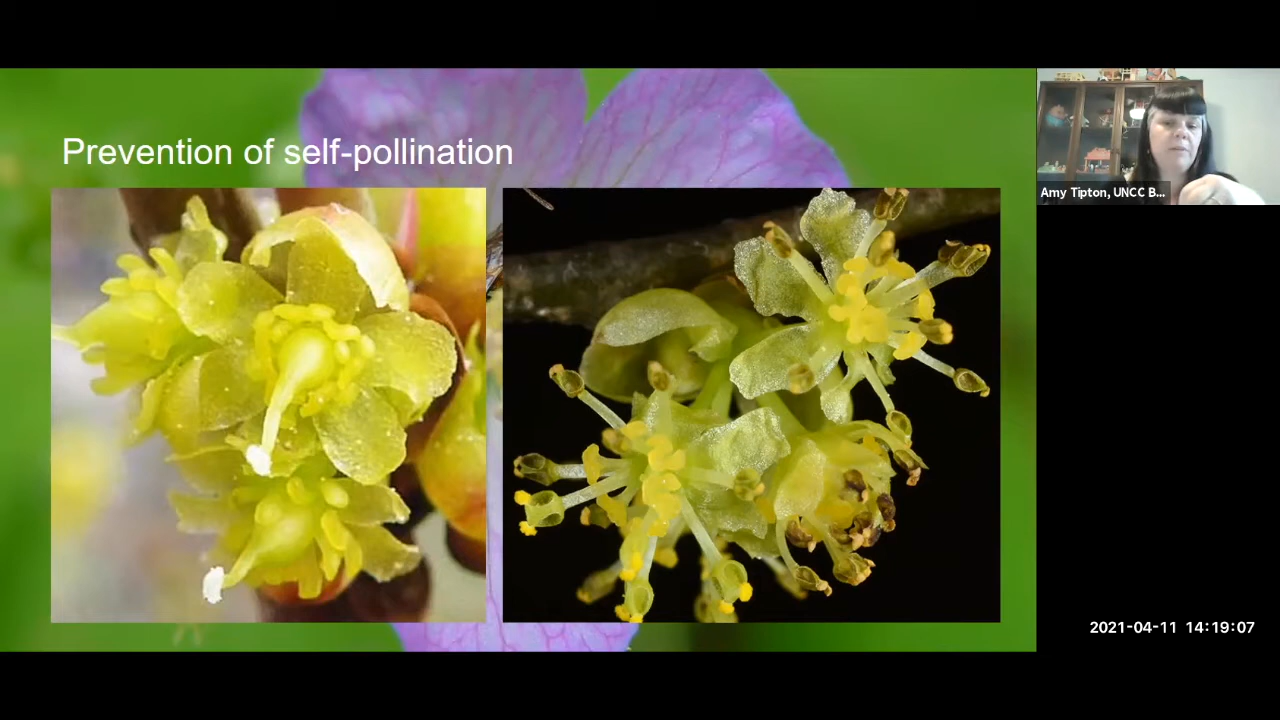 Prevention of self-pollination
Amy Tipton, UNCC B...
2021-04-11 14:19:07